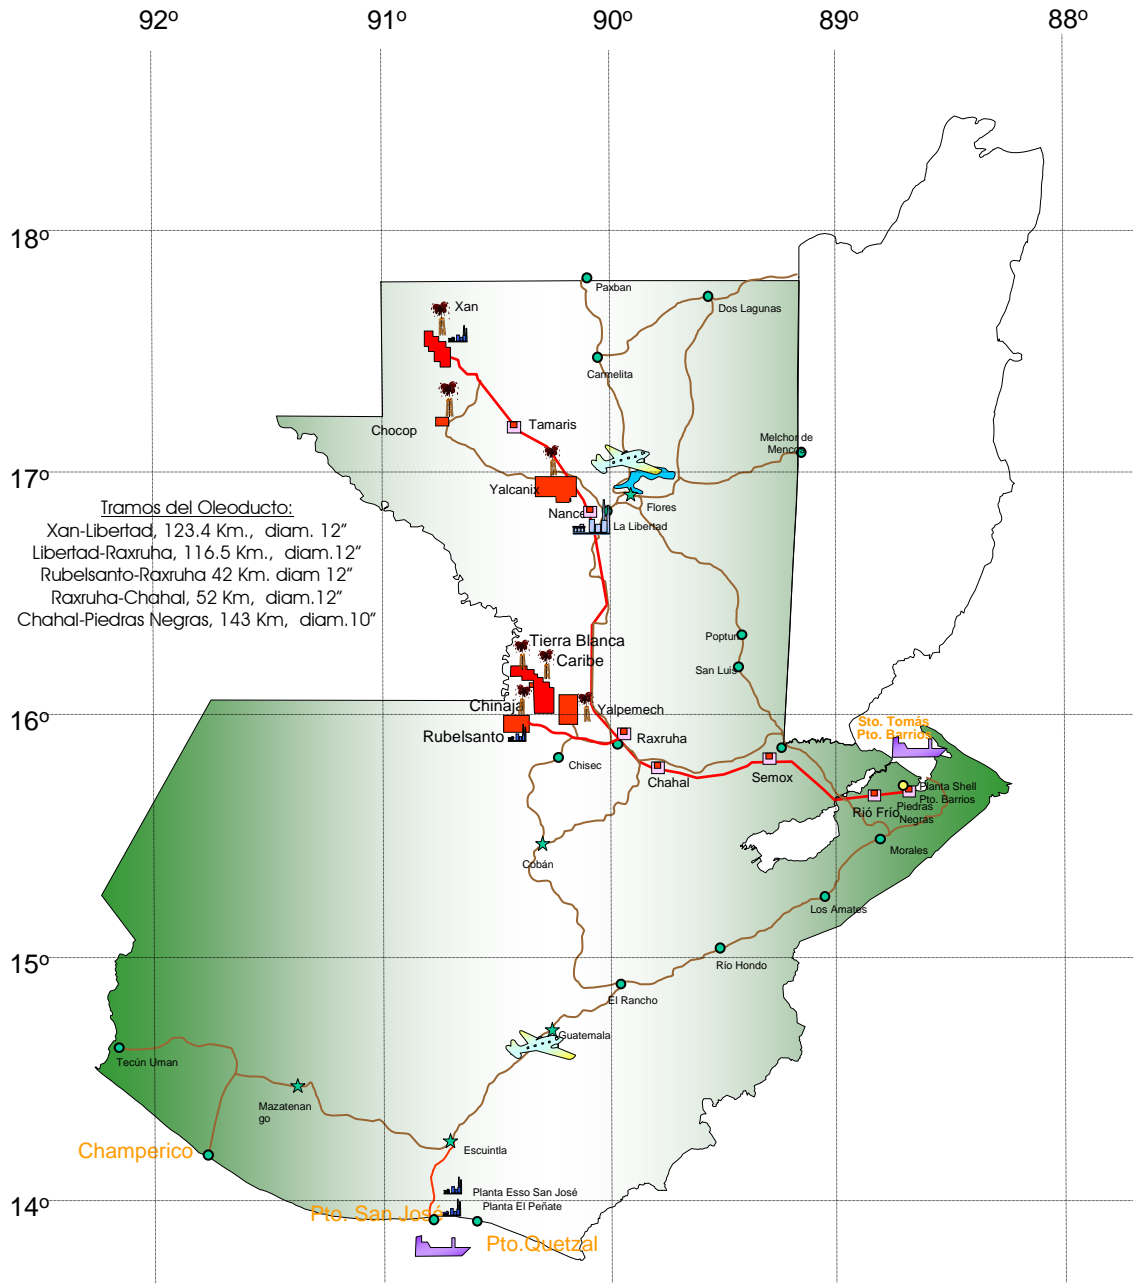 92º
91º
90º
89º
88º
18º
Paxban
Dos Lagunas
Xan
Carmelita
Chocop
Tamaris
Melchor de
Mencos
17º
Yalcanix
Nance
Flores
La Libertad
Tramos del Oleoducto:
Xan-Libertad, 123.4 Km., diam. 12"
Libertad-Raxruha, 116.5 Km., diam.12"
Rubelsanto-Raxruha 42 Km. diam 12"
Raxruha-Chahal, 52 Km, diam.12"
Chahal-Piedras Negras, 143 Km, diam.10"
Poptun
Tierra Blanca
Caribe
San Luis
Chinaja
Yalpemech
16º
Sto. Tomás
Pto. Barrios
Rubelsanto
Raxruha
Chisec
Chahal
Semox
Planta Shell
Pto. Barrios
Rió Frío
Piedras
Negras
Morales
Cobán
Los Amates
15º
Río Hondo
El Rancho
Guatemala
Tecún Uman
Mazatenan
go
Champerico
Escuintla
14º
Planta Esso San José
Planta El Peñate
Pto. San José
Pto.Quetzal